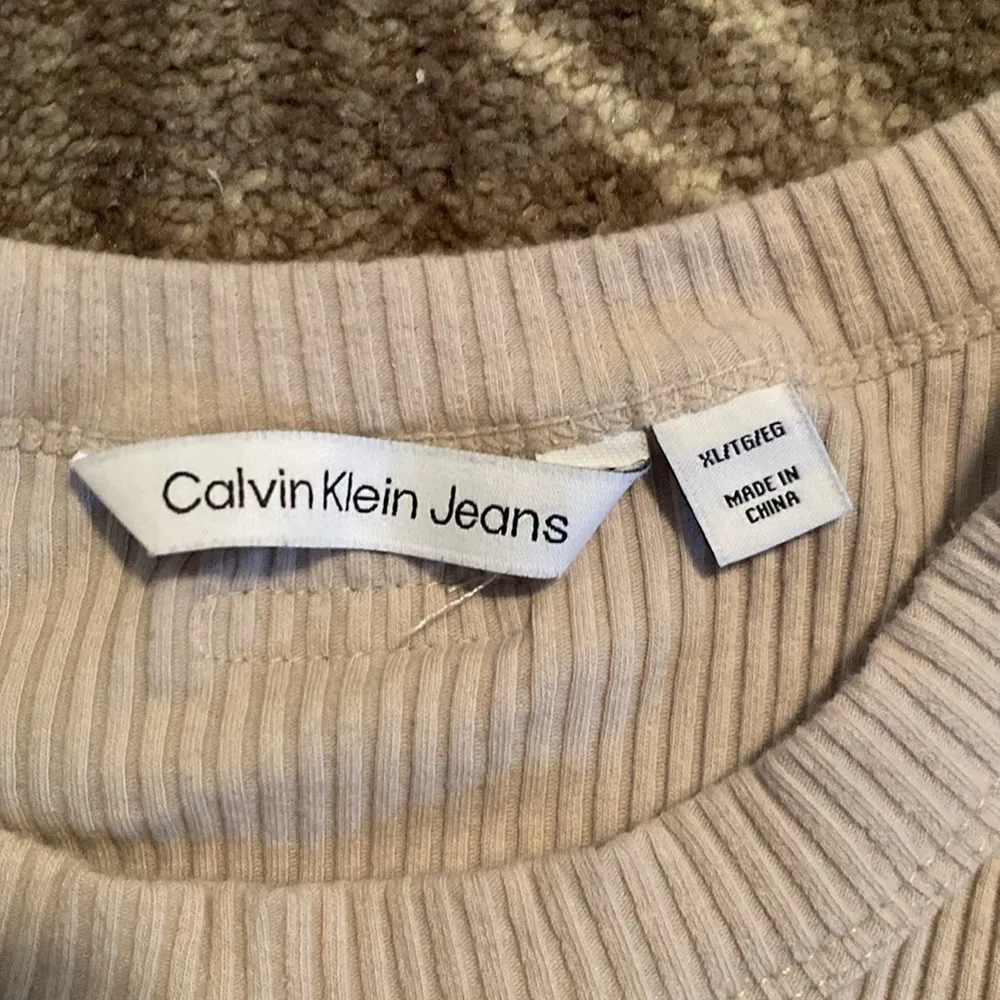 Calvin Klein Jeans
XL/TG/EG
MADE IN
CHINA